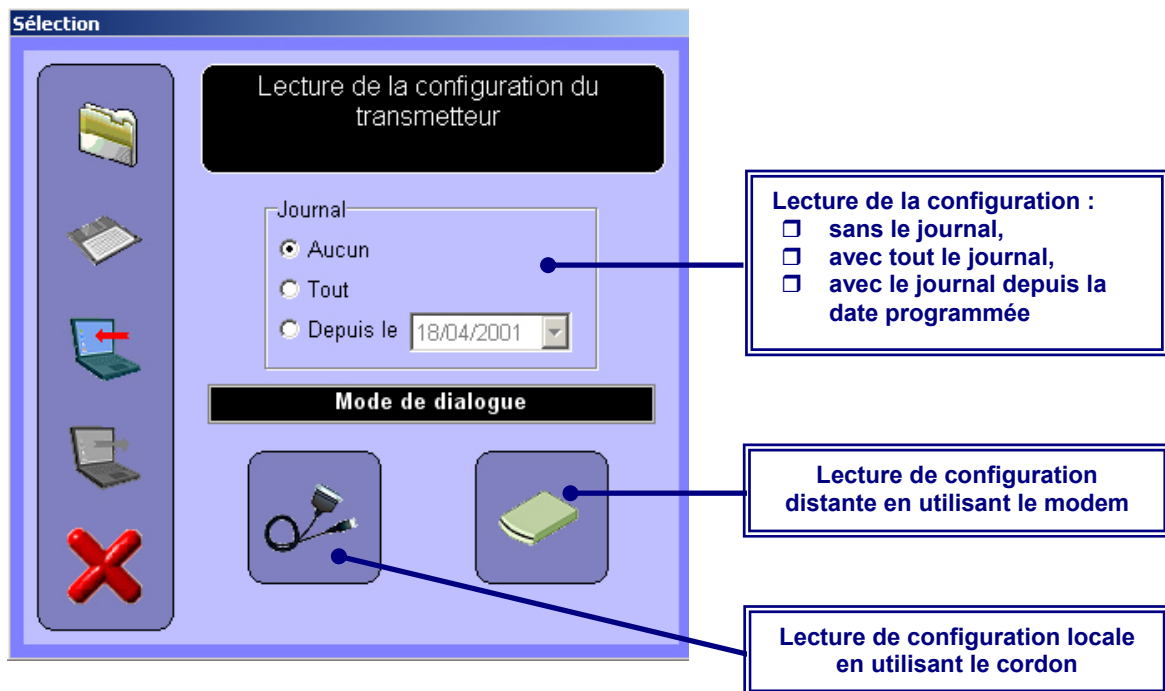 Sélection
Lecture de la configuration du
transmetteur
Journal
Aucun
Tout
Depuis le 18/04/2001
Mode de dialogue
Lecture de la configuration :
❒ sans le journal,
❒ avec tout le journal,
❒ avec le journal depuis la
date programmée
Lecture de configuration
distante en utilisant le modem
Lecture de configuration locale
en utilisant le cordon